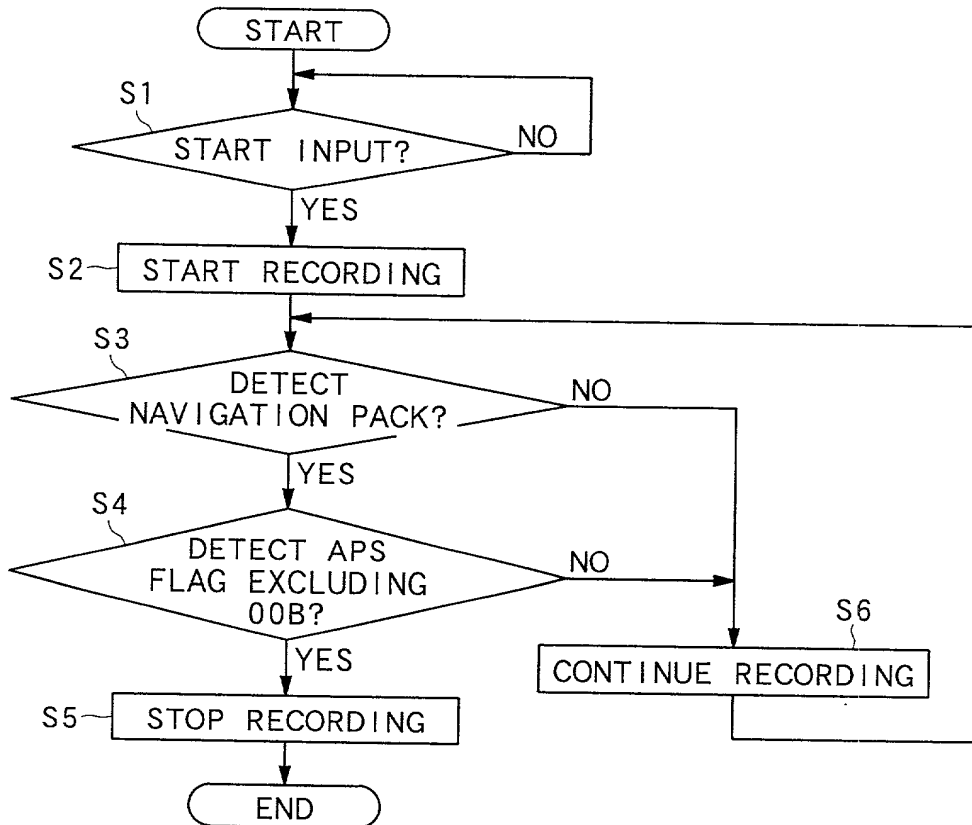 START
S1
START INPUT?
NO
YES
S2
START RECORDING
S3
DETECT
NAVIGATION PACK?
NO
YES
S4
DETECT APS
FLAG EXCLUDING
00B?
NO
YES
S6
CONTINUE RECORDING
S5
STOP RECORDING
END